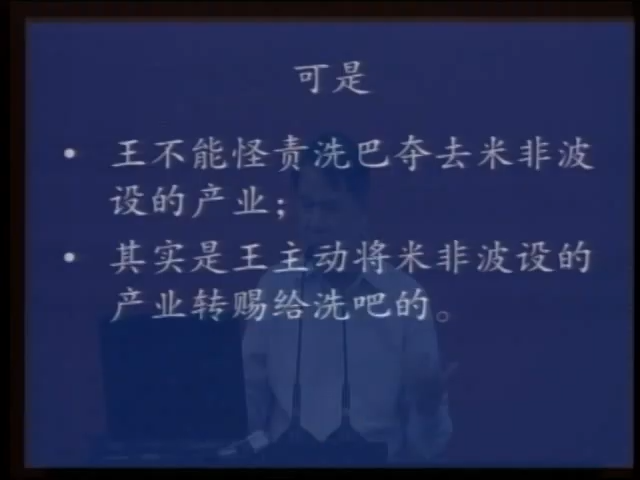 可是
• 王不能怪责洗巴夺去米非波
设的产业；
• 其实是王主动将米非波设的
产业转赐给洗吧的。